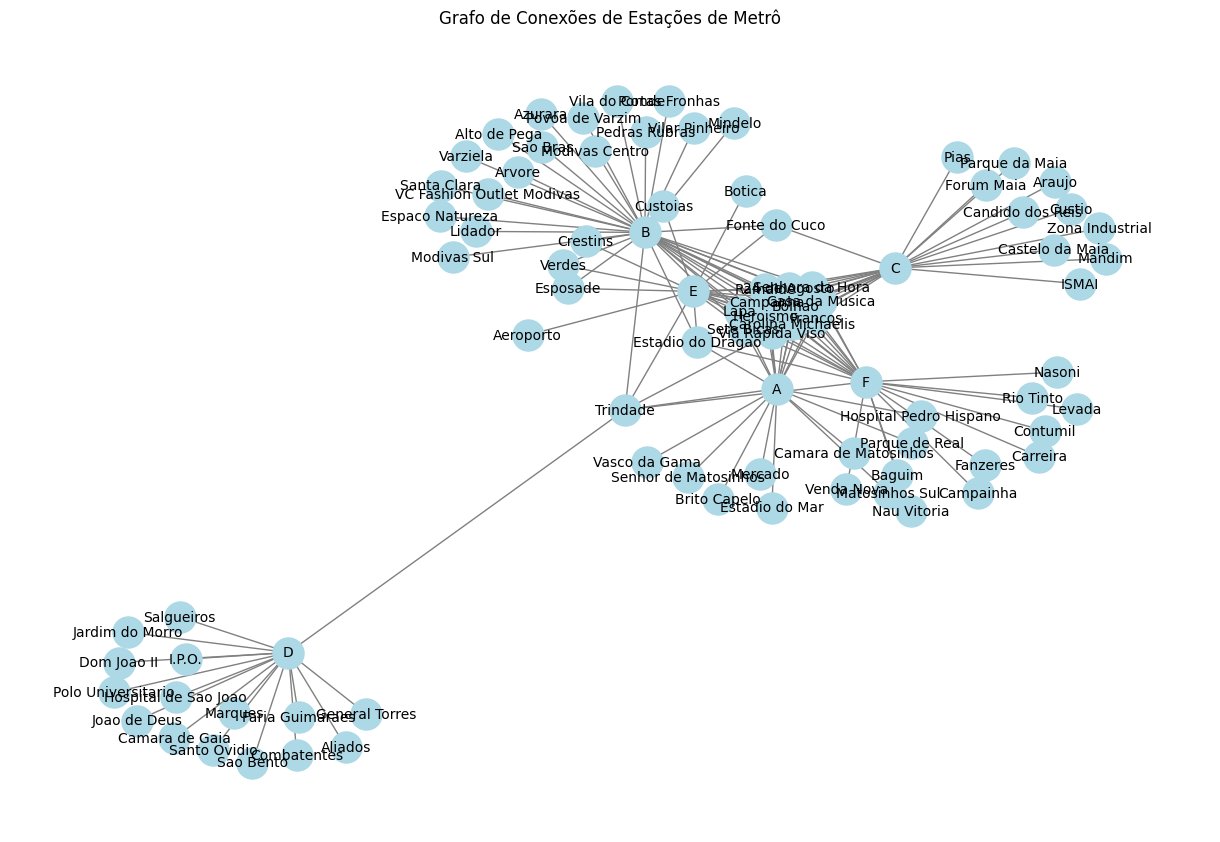 Grafo de Conexões de Estações de Metrô
Vila do Conde
Portas Fronhas
Azurara
Povoa de Varzim
Mindelo
Vilar Pinheiro
Pedras Rubras
Alto de Pega
Sao Bras
Modivas Centro
Varziela
Pias
Parque da Maia
Arvore
Araujo
Forum Maia
Santa Clara
VC Fashion Outlet Modivas
Botica
Custoias
Custio
Candido dos Reis
Espaco Natureza
Fonte do Cuco
Zona Industrial
Lidador
B
Crestins
Castelo da Maia
Modivas Sul
Mandim
Verdes
C
ISMAI
Esposade
E
24 de Agosto
Senhora da Hora
Ramalde
Campanha
Casa da Musica
Bolhao
Lapa
Heroismo
Francos
Carolina Michaelis
Sete Bicas
Via Rapida
Viso
Aeroporto
Estadio do Dragao
Nasoni
F
A
Rio Tinto
Levada
Trindade
Hospital Pedro Hispano
Contumil
Parque de Real
Camara de Matosinhos
Carreira
Vasco da Gama
Fanzeres
Mercado
Senhor de Matosinhos
Baguim
Venda Nova
Matosinhos Sul
Campainha
Brito Capelo
Estadio do Mar
Nau Vitoria
Salgueiros
Jardim do Morro
D
I.P.O.
Dom Joao II
Polo Universitario
Hospital de Sao Joao
Marques
General Torres
Faria Guimaraes
Joao de Deus
Camara de Gaia
Aliados
Santo Ovidio
Combatentes
Sao Bento